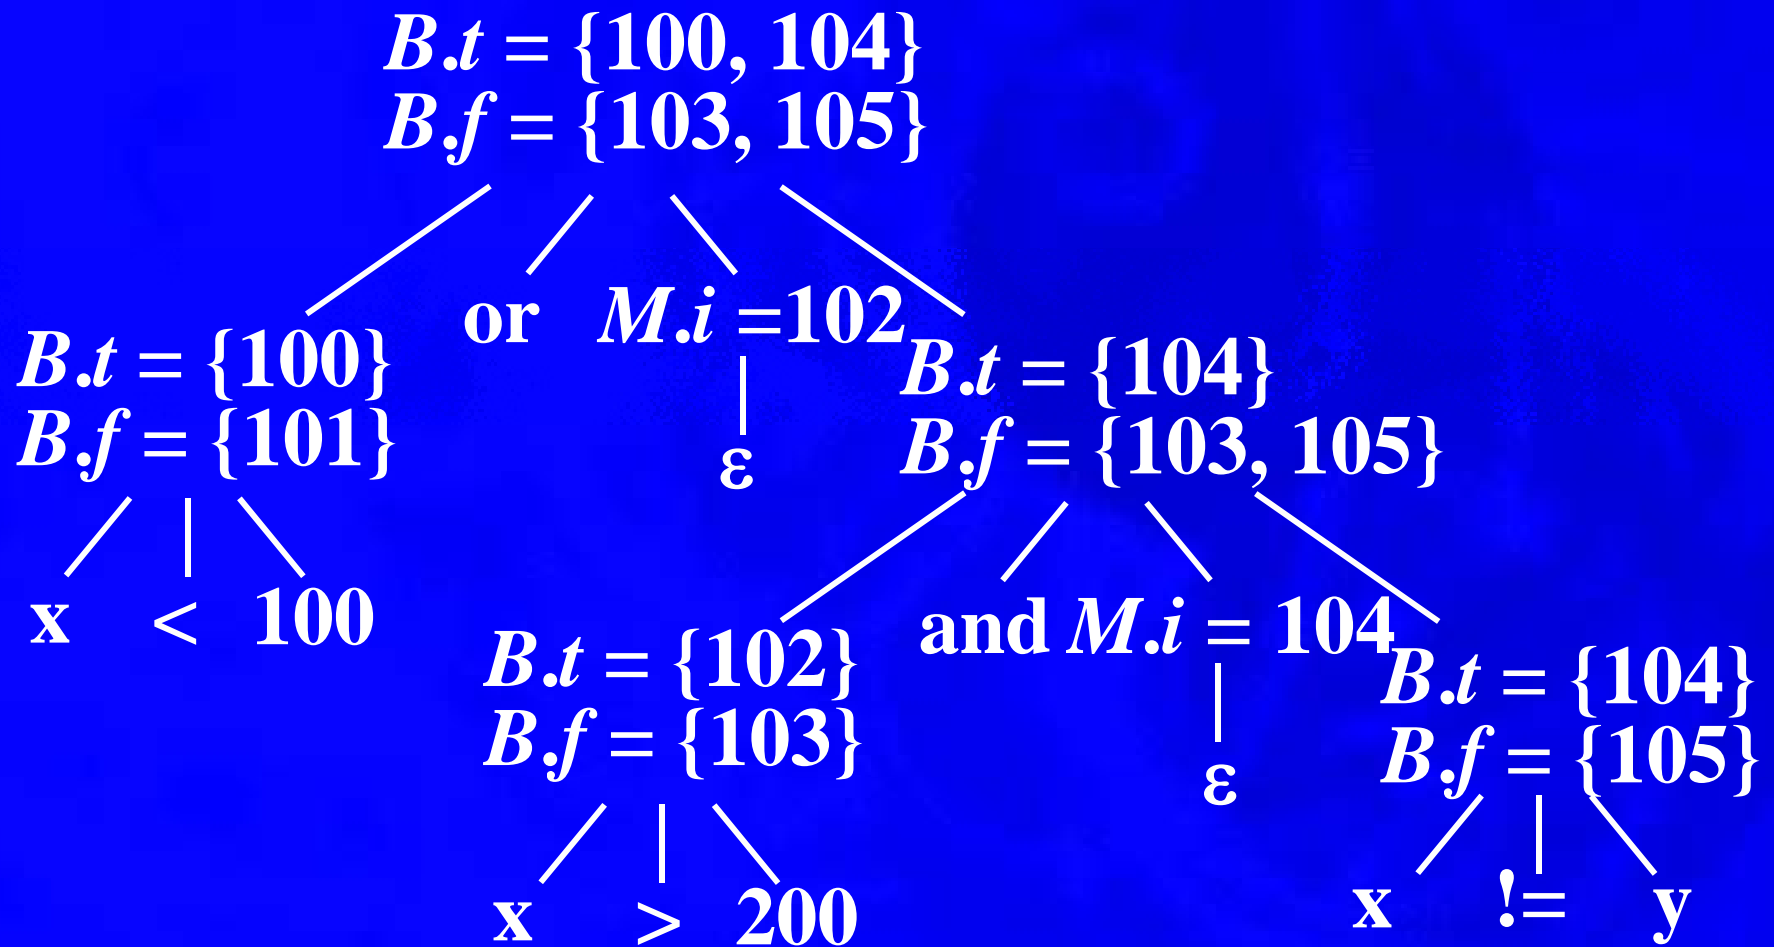 B.t = {100, 104}
B.f = {103, 105}
or M.i =102
B.t = {100}
B.f = {101}
B.t = {104}
B.f = {103, 105}
ε
x < 100
and M.i = 104
B.t = {102}
B.f = {103}
B.t = {104}
B.f = {105}
ε
x > 200
x != y